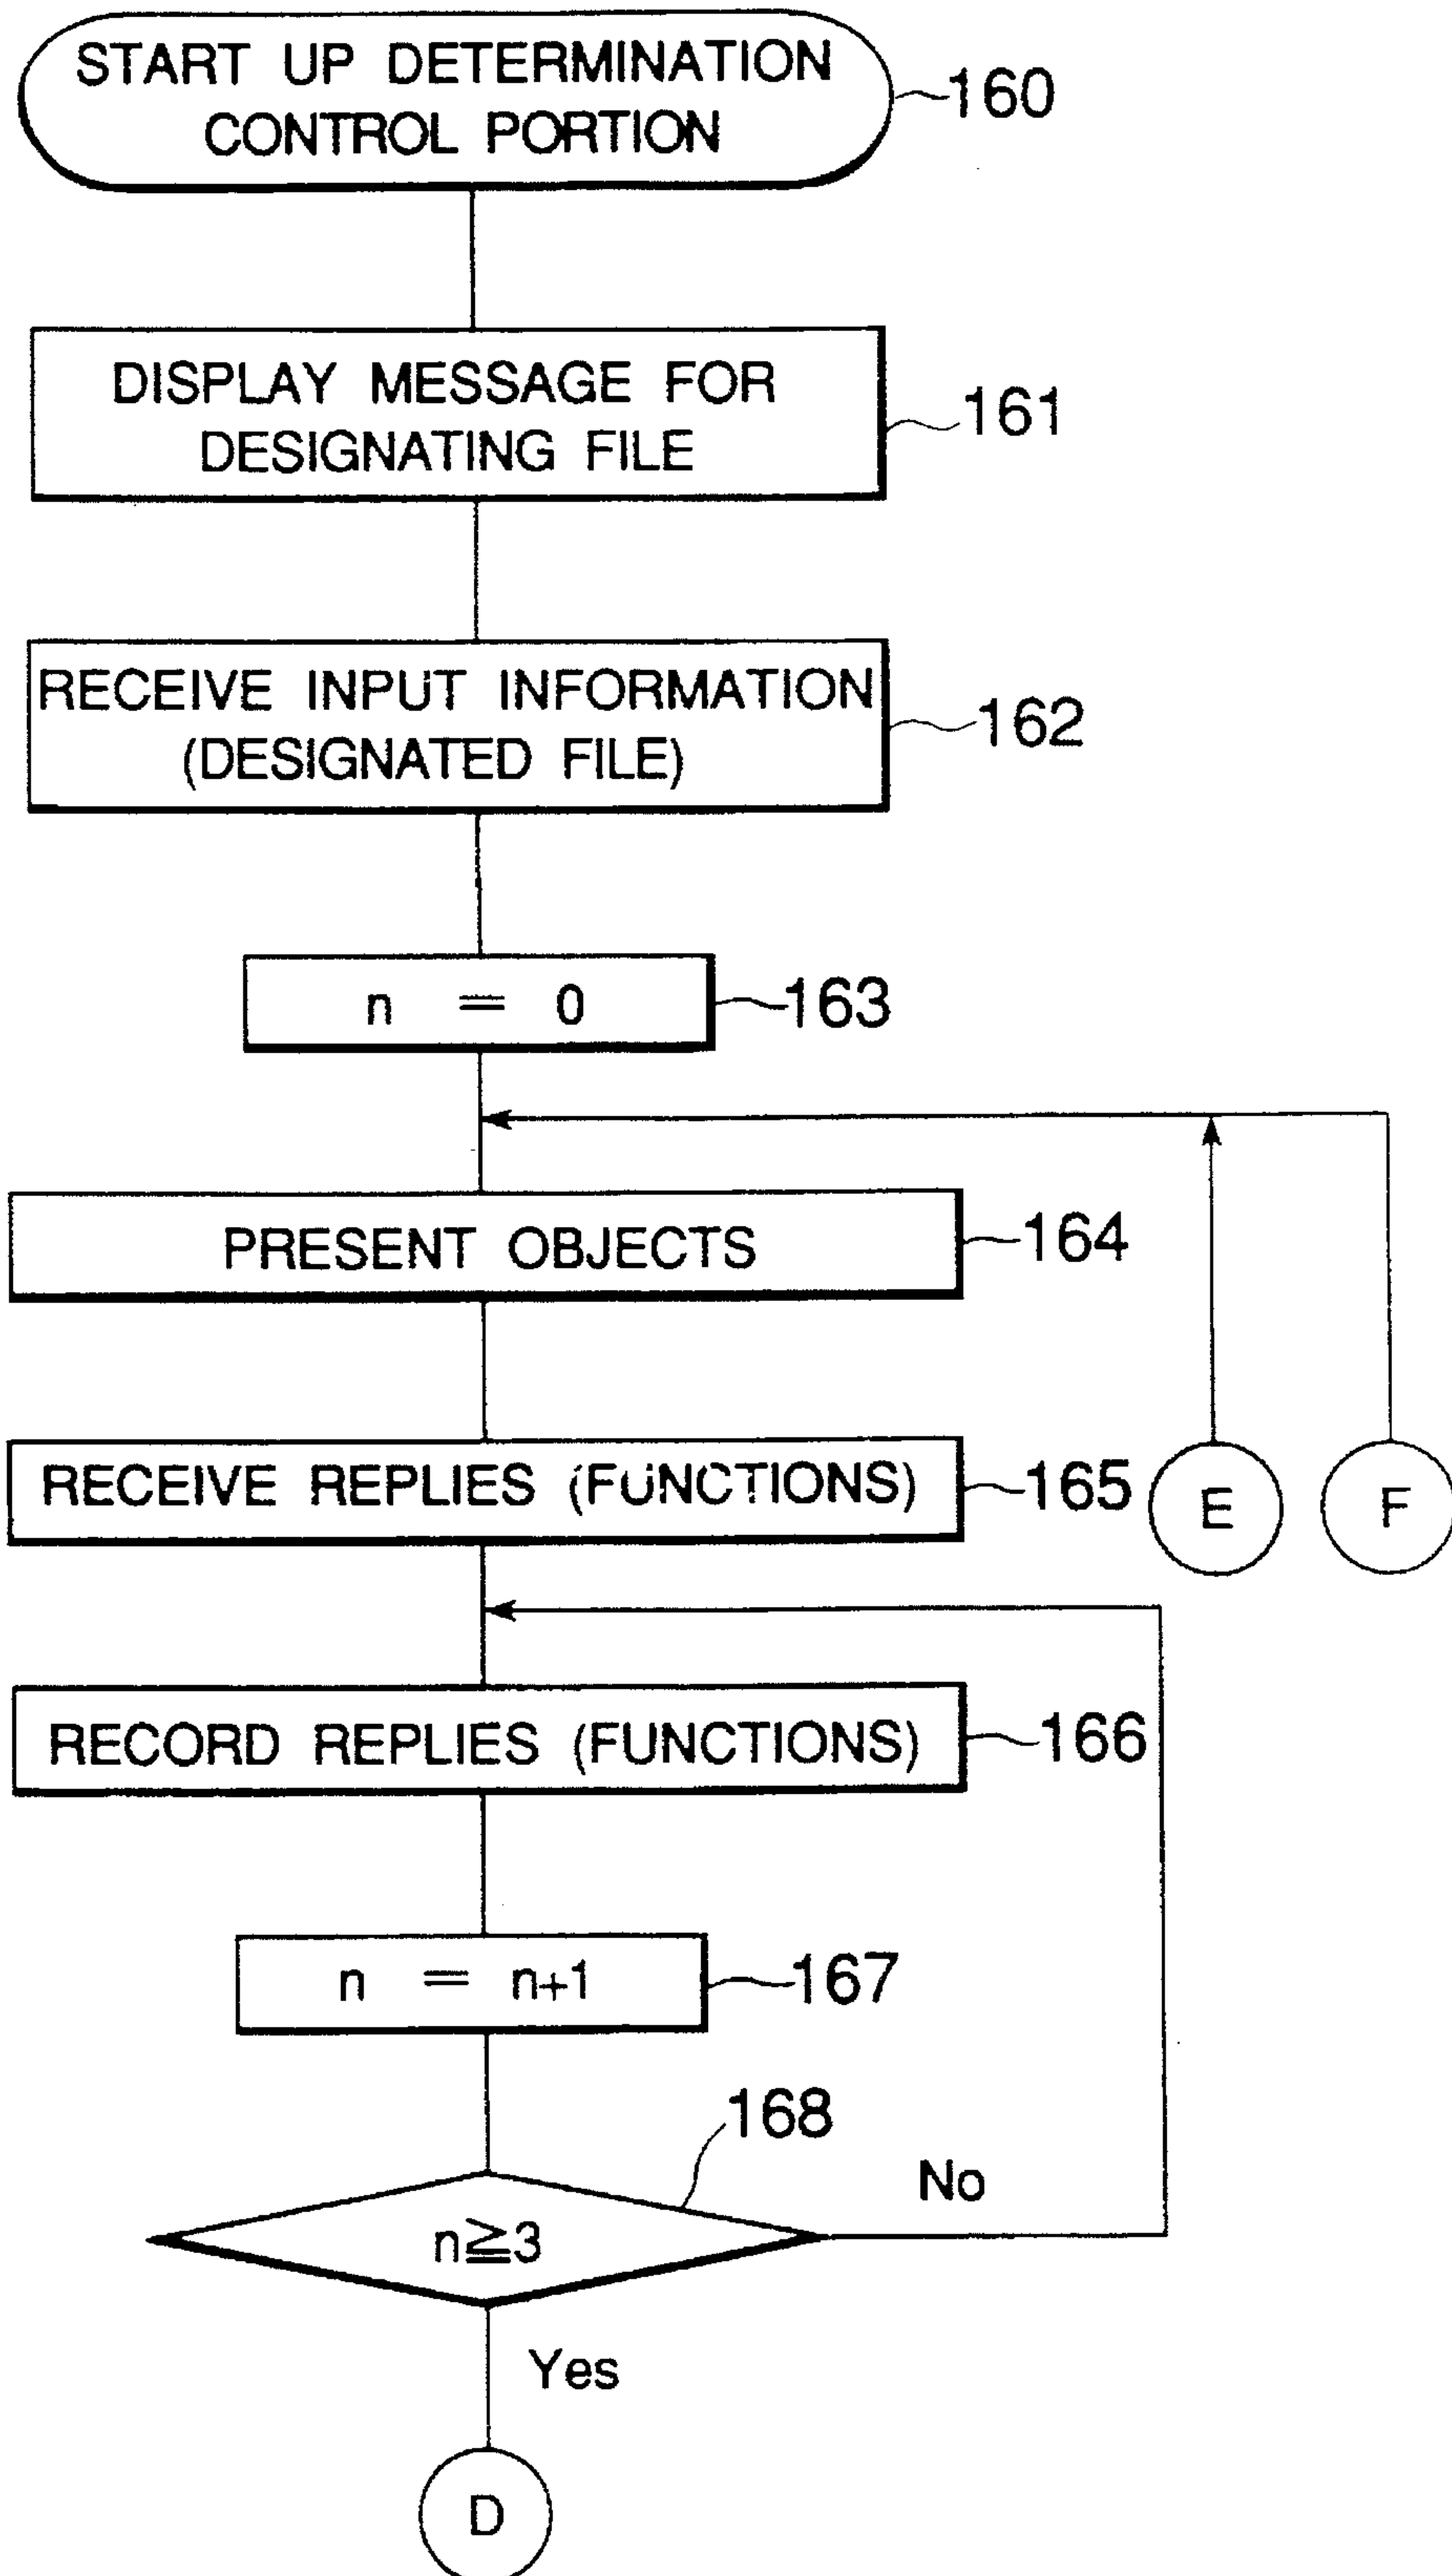 START UP DETERMINATION
CONTROL PORTION
160
DISPLAY MESSAGE FOR
DESIGNATING FILE
161
RECEIVE INPUT INFORMATION
(DESIGNATED FILE)
162
n = 0
163
PRESENT OBJECTS
164
RECEIVE REPLIES (FUNCTIONS)
165
E
F
RECORD REPLIES (FUNCTIONS)
166
n = n+1
167
168
No
n≧3
Yes
D